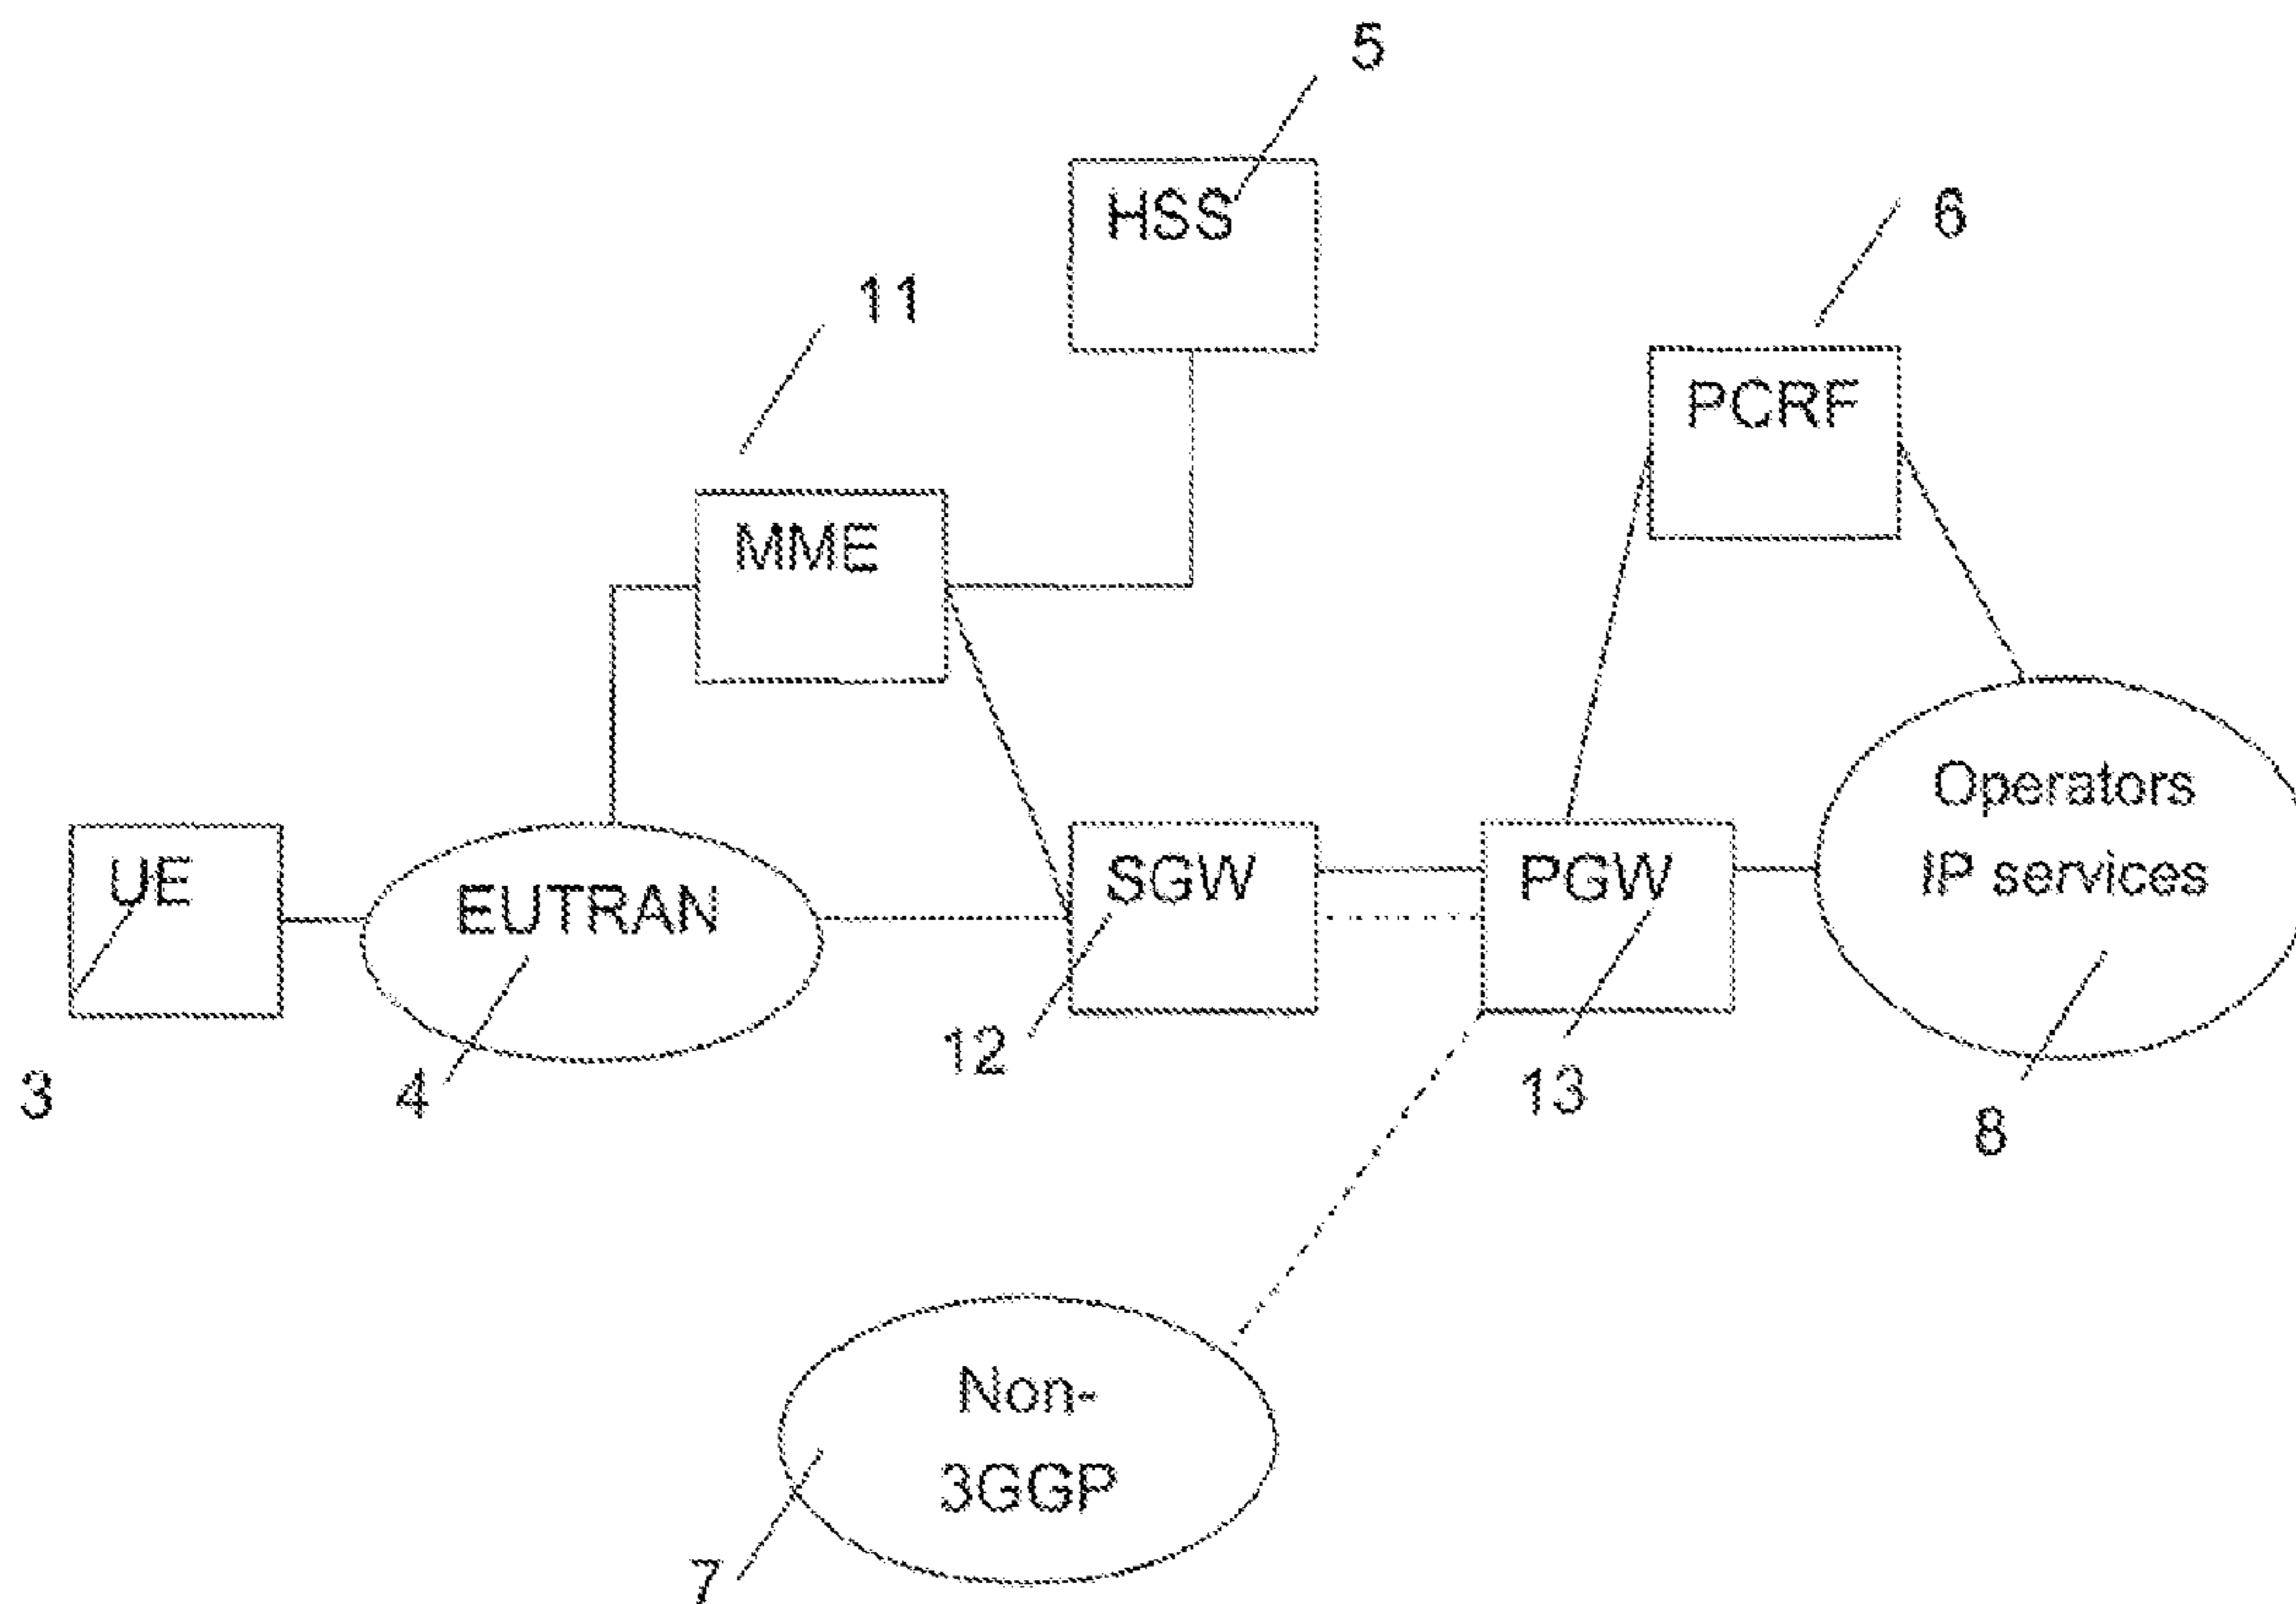 5
HSS
6
11
PCRF
MME
Operators
IP services
UE
EUTRAN
SGW
PGW
12
13
3
4
8
Non-
3GGP
7